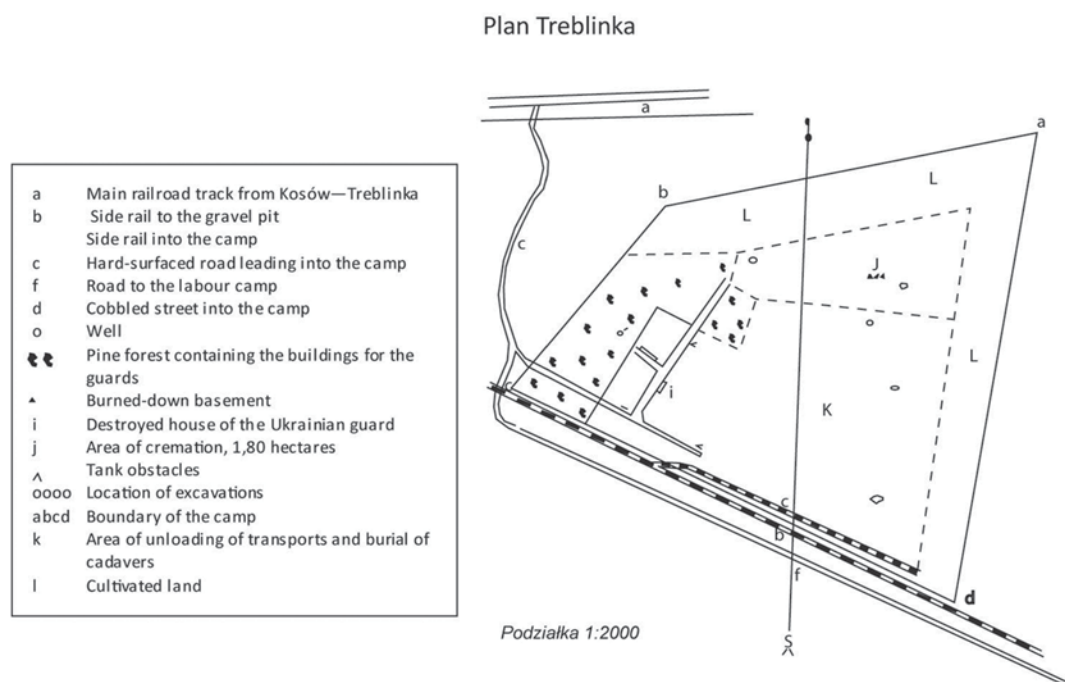 Plan Treblinka
a Main railroad track from Kosów—Treblinka
b Side rail to the gravel pit
Side rail into the camp
c Hard-surfaced road leading into the camp
f Road to the labour camp
d Cobbled street into the camp
o Well
Pine forest containing the buildings for the
guards
Burned-down basement
i Destroyed house of the Ukrainian guard
j Area of cremation, 1,80 hectares
Tank obstacles
oooo Location of excavations
abcd Boundary of the camp
k Area of unloading of transports and burial of
cadavers
l Cultivated land
a
a
b
L
L
c
J
L
i
K
c
c
b
f
d
S
Podziałka 1:2000